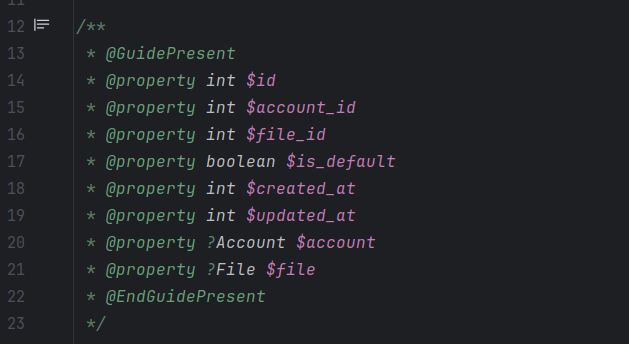 11
12 /**
13 * @GuidePresent
14 * @property int $id
15 * @property int $account_id
16 * @property int $file_id
17 * @property boolean $is_default
18 * @property int $created_at
19 * @property int $updated_at
20 * @property ?Account $account
21 * @property ?File $file
22 * @EndGuidePresent
23 */